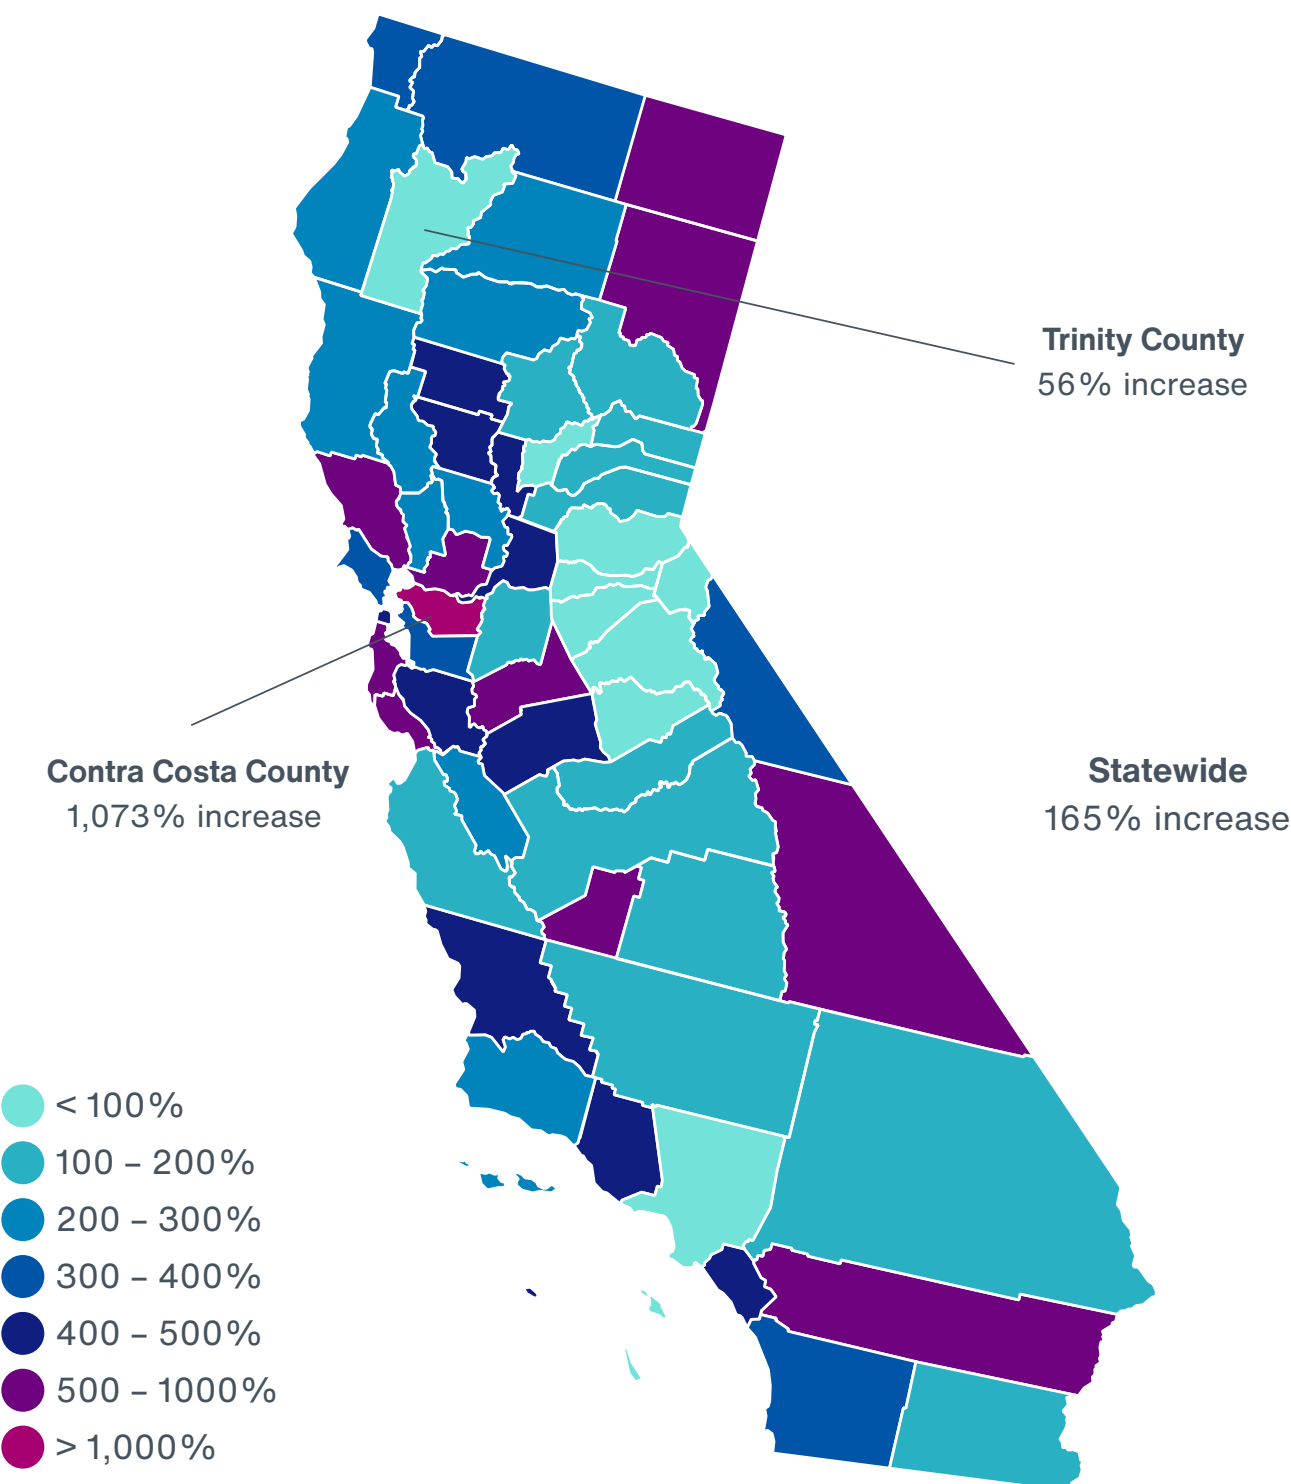 Trinity County
56% increase
Contra Costa County
1,073% increase
Statewide
165% increase
< 100%
100 – 200%
200 – 300%
300 – 400%
400 – 500%
500 – 1000%
> 1,000%